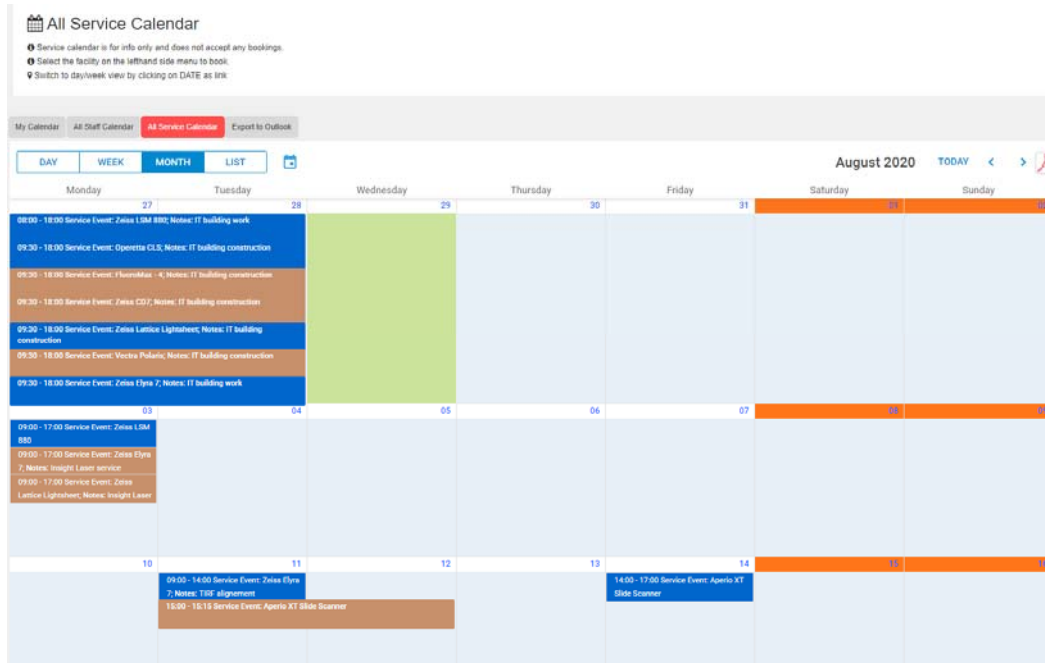 All Service Calendar
Service calendar is for info only and does not accept any bookings.
Select the facility on the lefthand side menu to book.
Switch to day/week view by clicking on DATE as link
My Calendar All Staff Calendar All Service Calendar Export to Outlook
DAY WEEK MONTH LIST August 2020 TODAY < >
Monday Tuesday Wednesday Thursday Friday Saturday Sunday
27 28 29 30 31 01
08:00 - 18:00 Service Event: Zeiss LSM 880; Notes: IT building work
09:30 - 18:00 Service Event: Operetta CLS; Notes: IT building construction
09:30 - 18:00 Service Event: FluoroMax - 4; Notes: IT building construction
09:30 - 18:00 Service Event: Zeiss CD7; Notes: IT building construction
09:30 - 18:00 Service Event: Zeiss Lattice Lightsheet; Notes: IT building
construction
09:30 - 18:00 Service Event: Vectra Polaris; Notes: IT building construction
09:30 - 18:00 Service Event: Zeiss Elyra 7; Notes: IT building work
03 04 05 06 07 08
09:00 - 17:00 Service Event: Zeiss LSM
880
09:00 - 17:00 Service Event: Zeiss Elyra
7; Notes: Insight Laser service
09:00 - 17:00 Service Event: Zeiss
Lattice Lightsheet; Notes: Insight Laser
10 11 12 13 14 15
09:00 - 14:00 Service Event: Zeiss Elyra
7; Notes: TIRF alignement
15:00 - 15:15 Service Event: Aperio XT Slide Scanner
14:00 - 17:00 Service Event: Aperio XT
Slide Scanner